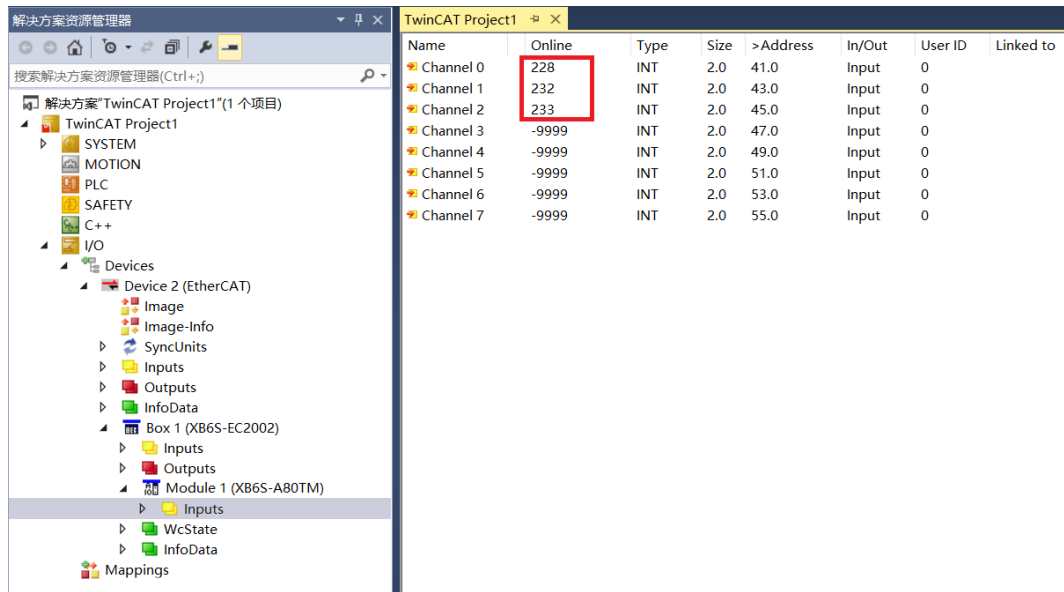 解决方案资源管理器
搜索解决方案资源管理器(Ctrl+;)
解决方案"TwinCAT Project1"(1 个项目)
TwinCAT Project1
SYSTEM
MOTION
PLC
SAFETY
C++
I/O
Devices
Device 2 (EtherCAT)
Image
Image-Info
SyncUnits
Inputs
Outputs
InfoData
Box 1 (XB6S-EC2002)
Inputs
Outputs
Module 1 (XB6S-A80TM)
Inputs
WcState
InfoData
Mappings
TwinCAT Project1
Name Online Type Size >Address In/Out User ID Linked to
Channel 0 228 INT 2.0 41.0 Input 0
Channel 1 232 INT 2.0 43.0 Input 0
Channel 2 233 INT 2.0 45.0 Input 0
Channel 3 -9999 INT 2.0 47.0 Input 0
Channel 4 -9999 INT 2.0 49.0 Input 0
Channel 5 -9999 INT 2.0 51.0 Input 0
Channel 6 -9999 INT 2.0 53.0 Input 0
Channel 7 -9999 INT 2.0 55.0 Input 0